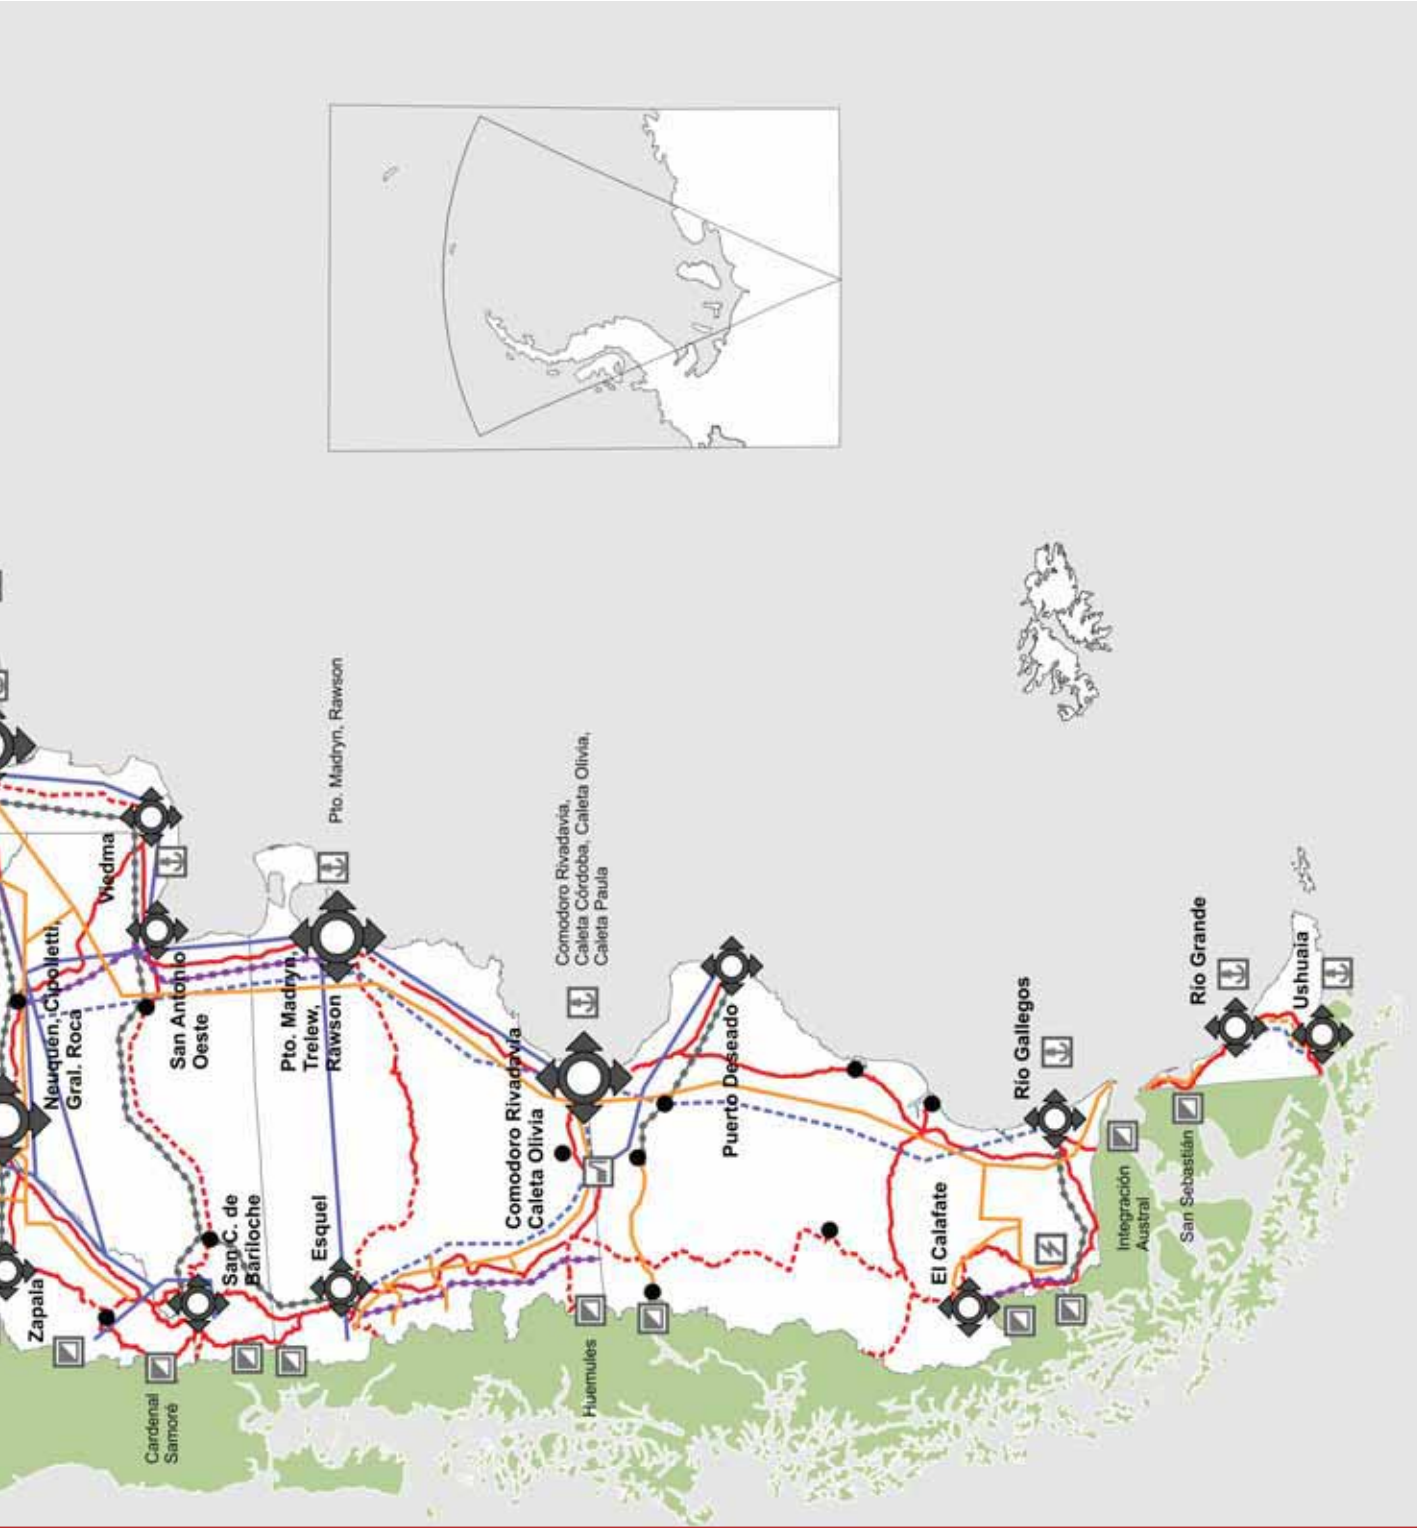 Neuquén, Cipolletti,
Gral. Roca
Zapala
Viedma
San Antonio
Oeste
San C. de
Bariloche
Cardenal
Samoré
Pto. Madryn,
Trelew,
Rawson
Pto. Madryn, Rawson
Esquel
Comodoro Rivadavia
Caleta Olivia
Comodoro Rivadavia,
Caleta Córdoba, Caleta Olivia,
Caleta Paula
Huemules
Puerto Deseado
El Calafate
Río Gallegos
Integración
Austral
San Sebastián
Río Grande
Ushuaia